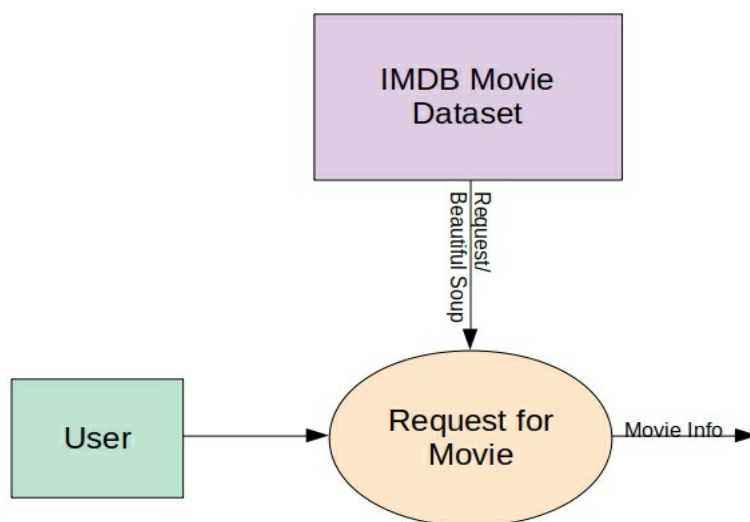 IMDB Movie
Dataset
Request/
Beautiful Soup
User
Request for
Movie
Movie Info